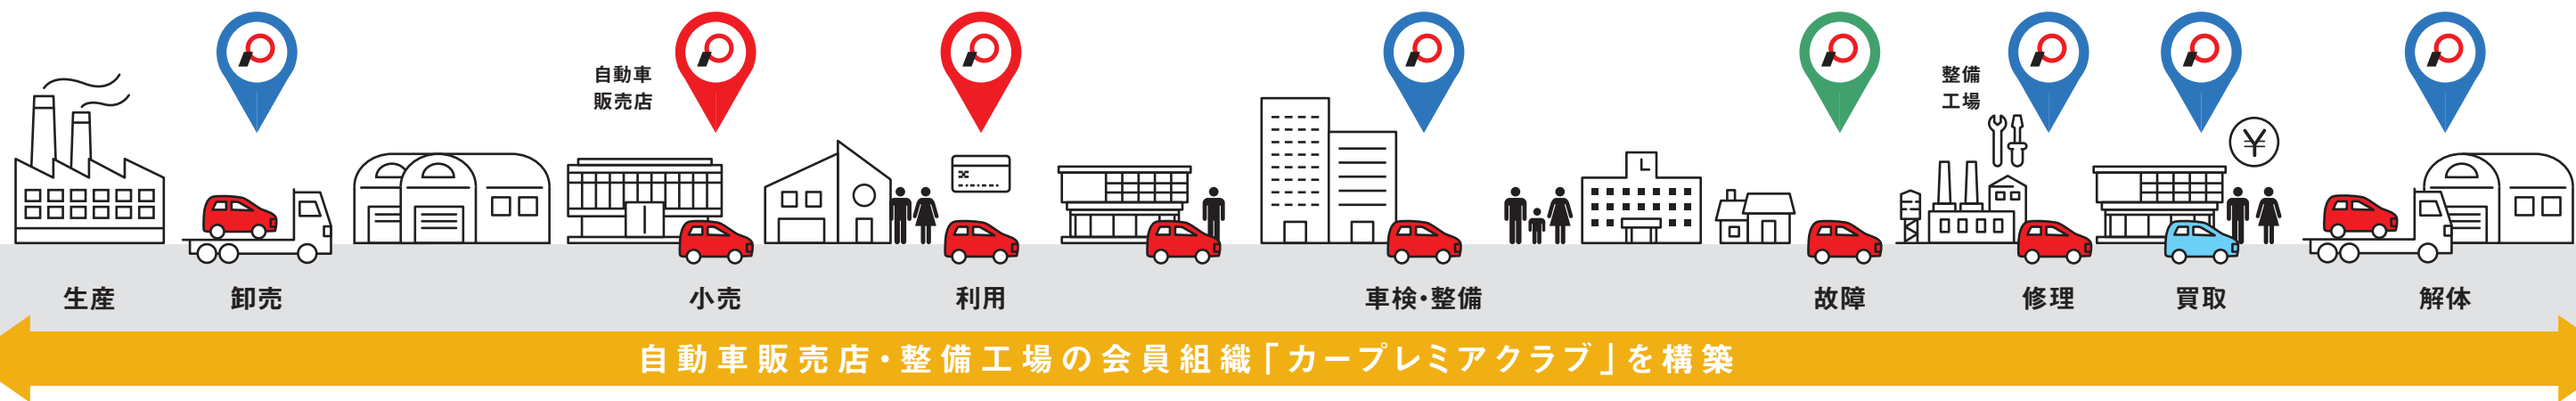 自動車
販売店
整備
工場
¥
生産
卸売
小売
利用
車検・整備
故障
修理
買取
解体
自動車販売店・整備工場の会員組織「カープレミアクラブ」を構築